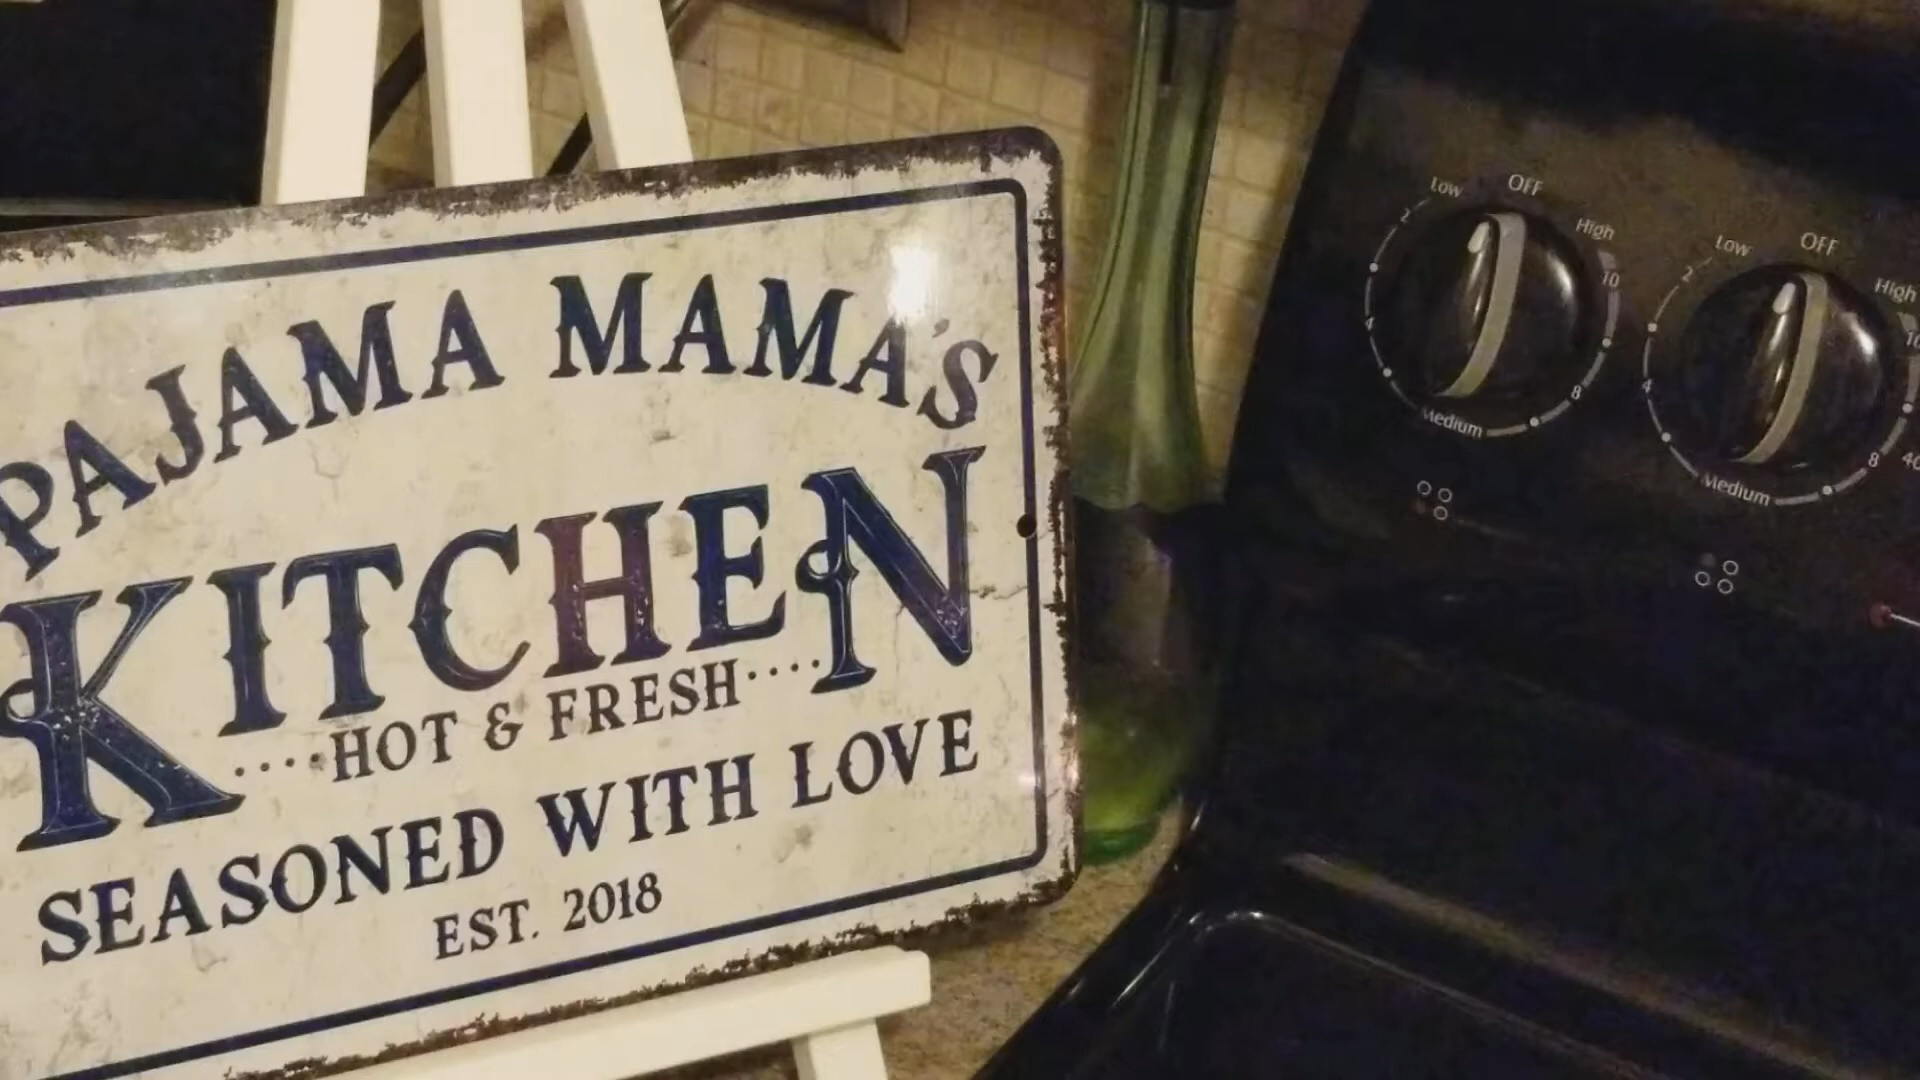 PAJAMA MAMA'S
KITCHEN
····HOT & FRESH····
SEASONED WITH LOVE
EST. 2018
OFF
Low
High
2
10
4
8
Medium
OFF
Low
High
2
10
4
8
Medium